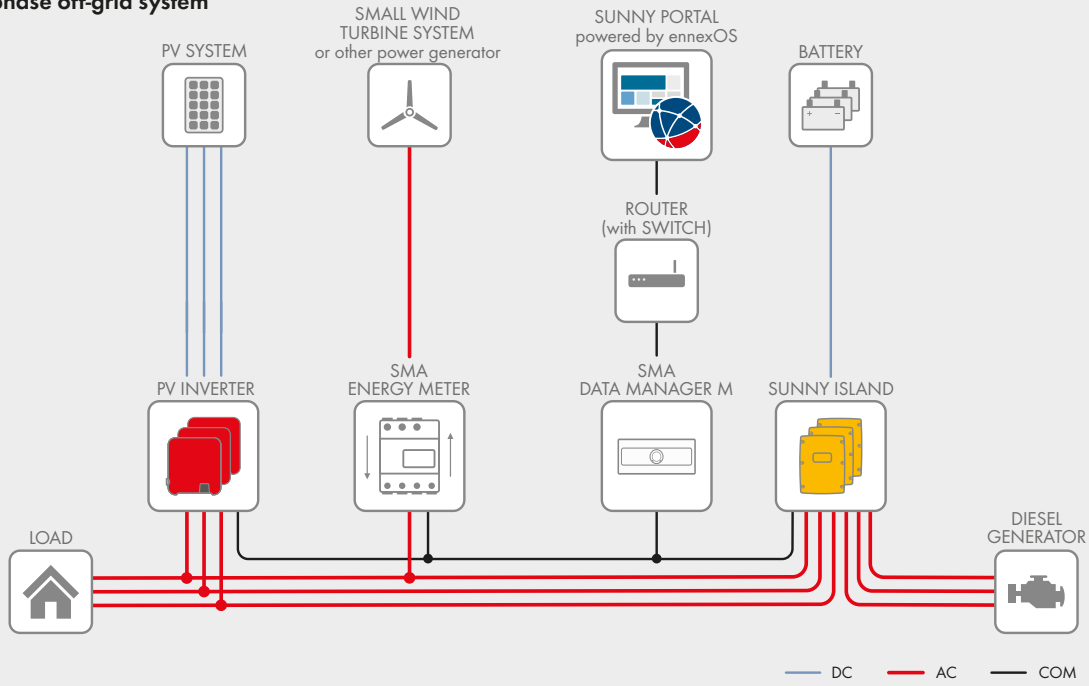 phase off-grid system
PV SYSTEM
SMALL WIND
TURBINE SYSTEM
or other power generator
SUNNY PORTAL
powered by ennexOS
BATTERY
+ −
ROUTER
(with SWITCH)
PV INVERTER
SMA
ENERGY METER
SMA
DATA MANAGER M
SUNNY ISLAND
LOAD
DIESEL
GENERATOR
DC
AC
COM